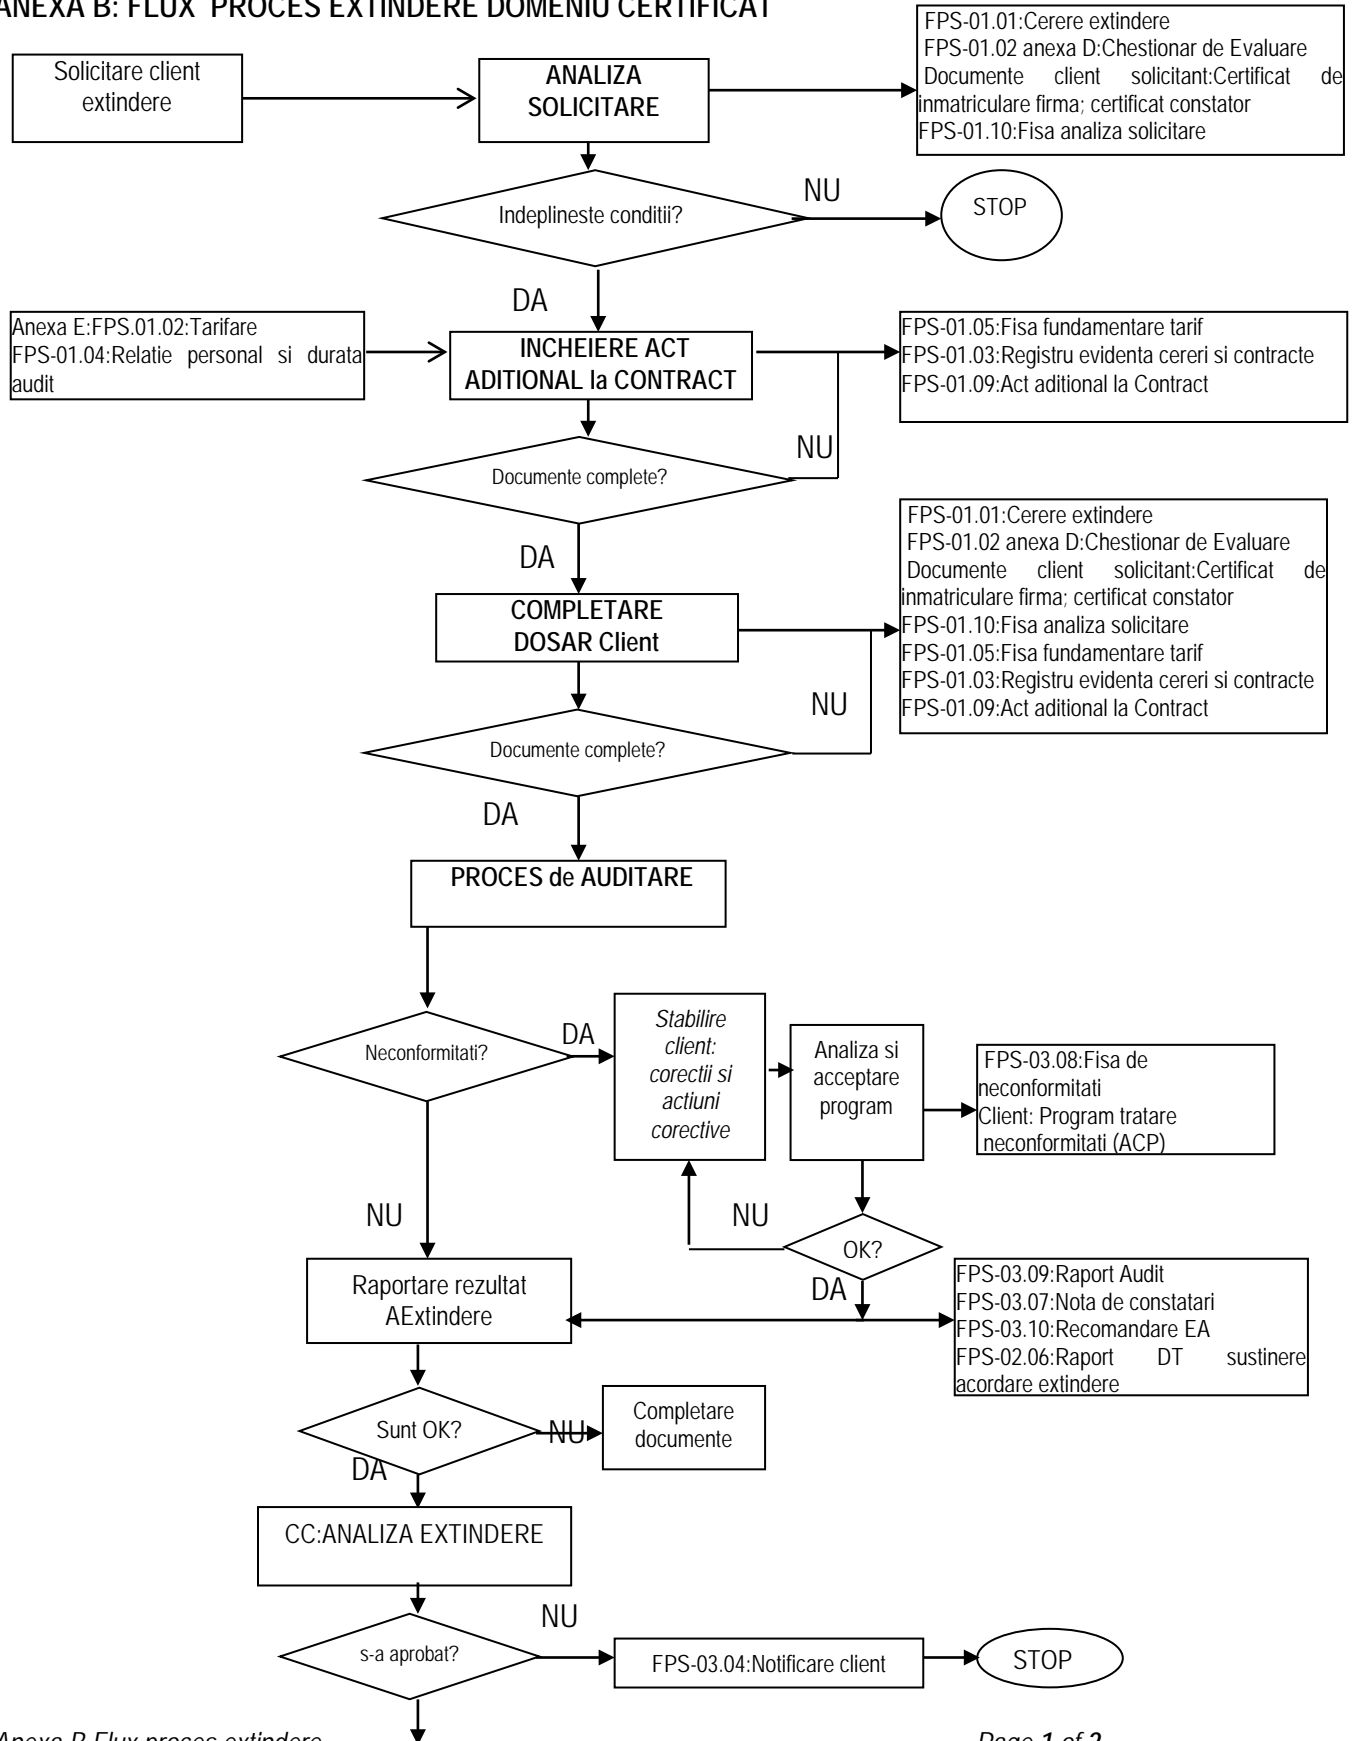 ANEXA B: FLUX PROCES EXTINDERE DOMENIU CERTIFICAT
Solicitare client
extindere
ANALIZA
SOLICITARE
FPS-01.01:Cerere extindere
FPS-01.02 anexa D:Chestionar de Evaluare
Documente client solicitant:Certificat de
inmatriculare firma; certificat constator
FPS-01.10:Fisa analiza solicitare
Indeplineste conditii?
NU
STOP
DA
Anexa E:FPS.01.02:Tarifare
FPS-01.04:Relatie personal si durata
audit
INCHEIERE ACT
ADITIONAL la CONTRACT
FPS-01.05:Fisa fundamentare tarif
FPS-01.03:Registru evidenta cereri si contracte
FPS-01.09:Act aditional la Contract
NU
Documente complete?
DA
COMPLETARE
DOSAR Client
FPS-01.01:Cerere extindere
FPS-01.02 anexa D:Chestionar de Evaluare
Documente client solicitant:Certificat de
inmatriculare firma; certificat constator
FPS-01.10:Fisa analiza solicitare
FPS-01.05:Fisa fundamentare tarif
FPS-01.03:Registru evidenta cereri si contracte
FPS-01.09:Act aditional la Contract
NU
Documente complete?
DA
PROCES de AUDITARE
Neconformitati?
DA
Stabilire
client:
corectii si
actiuni
corective
Analiza si
acceptare
program
FPS-03.08:Fisa de
neconformitati
Client: Program tratare
neconformitati (ACP)
NU
NU
OK?
DA
Raportare rezultat
AExtindere
FPS-03.09:Raport Audit
FPS-03.07:Nota de constatari
FPS-03.10:Recomandare EA
FPS-02.06:Raport DT sustinere
acordare extindere
Sunt OK?
NU
Completare
documente
DA
CC:ANALIZA EXTINDERE
NU
s-a aprobat?
FPS-03.04:Notificare client
STOP
Anexa B Flux proces extindere
Page 1 of 2